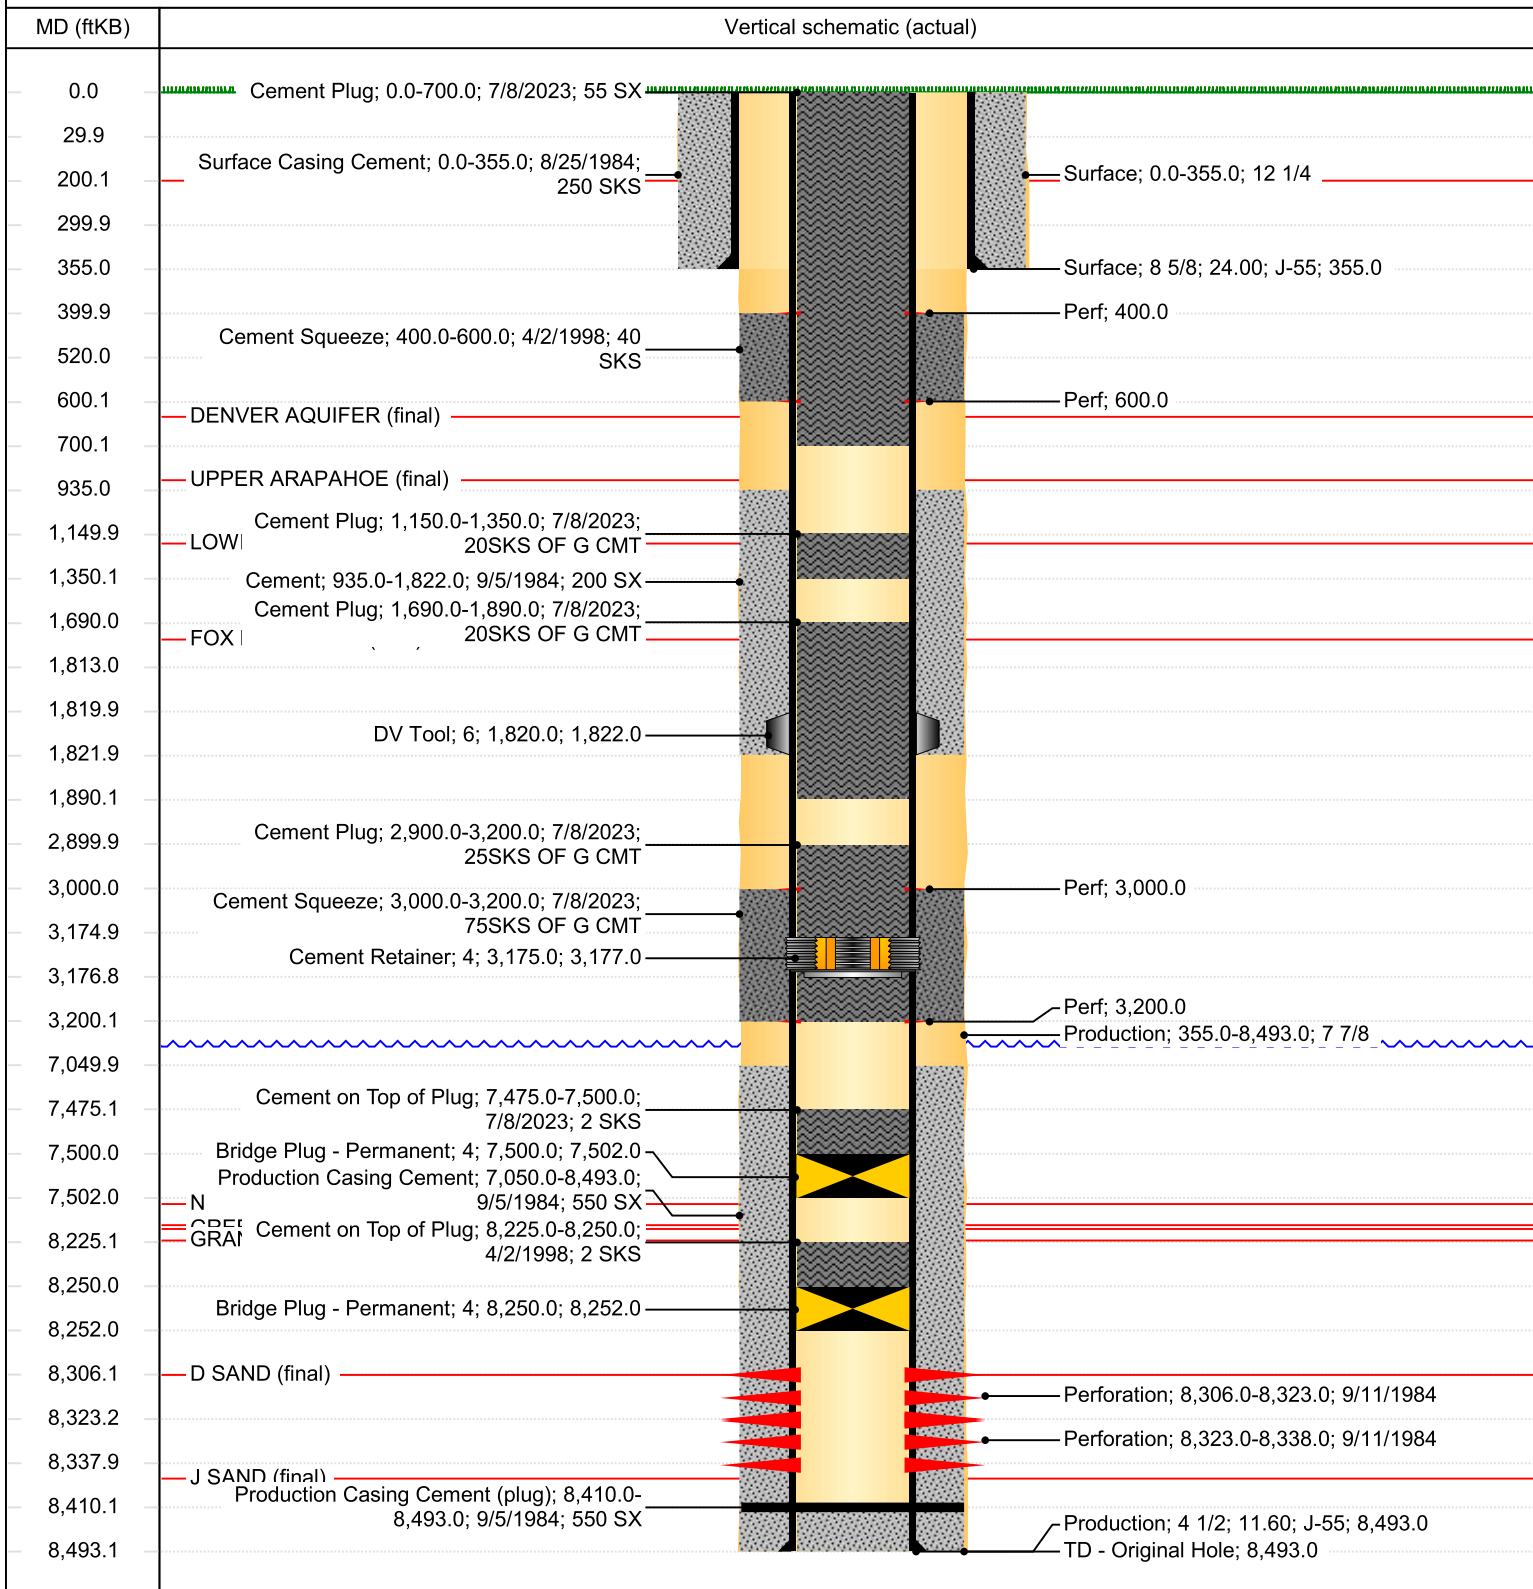 MD (ftKB)
Vertical schematic (actual)
0.0
Cement Plug; 0.0-700.0; 7/8/2023; 55 SX
29.9
Surface Casing Cement; 0.0-355.0; 8/25/1984;
250 SKS
Surface; 0.0-355.0; 12 1/4
200.1
299.9
355.0
Surface; 8 5/8; 24.00; J-55; 355.0
399.9
Perf; 400.0
Cement Squeeze; 400.0-600.0; 4/2/1998; 40
SKS
520.0
600.1
Perf; 600.0
DENVER AQUIFER (final)
700.1
UPPER ARAPAHOE (final)
935.0
Cement Plug; 1,150.0-1,350.0; 7/8/2023;
20SKS OF G CMT
1,149.9
1,350.1
Cement; 935.0-1,822.0; 9/5/1984; 200 SX
Cement Plug; 1,690.0-1,890.0; 7/8/2023;
20SKS OF G CMT
1,690.0
FOX
1,813.0
1,819.9
DV Tool; 6; 1,820.0; 1,822.0
1,821.9
1,890.1
Cement Plug; 2,900.0-3,200.0; 7/8/2023;
25SKS OF G CMT
2,899.9
3,000.0
Perf; 3,000.0
Cement Squeeze; 3,000.0-3,200.0; 7/8/2023;
75SKS OF G CMT
3,174.9
Cement Retainer; 4; 3,175.0; 3,177.0
3,176.8
Perf; 3,200.0
3,200.1
Production; 355.0-8,493.0; 7 7/8
7,049.9
Cement on Top of Plug; 7,475.0-7,500.0;
7/8/2023; 2 SKS
7,475.1
7,500.0
Bridge Plug - Permanent; 4; 7,500.0; 7,502.0
Production Casing Cement; 7,050.0-8,493.0;
9/5/1984; 550 SX
7,502.0
N
Cement on Top of Plug; 8,225.0-8,250.0;
4/2/1998; 2 SKS
8,225.1
8,250.0
Bridge Plug - Permanent; 4; 8,250.0; 8,252.0
8,252.0
8,306.1
D SAND (final)
Perforation; 8,306.0-8,323.0; 9/11/1984
8,323.2
Perforation; 8,323.0-8,338.0; 9/11/1984
8,337.9
J SAND (final)
Production Casing Cement (plug); 8,410.0-
8,493.0; 9/5/1984; 550 SX
8,410.1
Production; 4 1/2; 11.60; J-55; 8,493.0
8,493.1
TD - Original Hole; 8,493.0